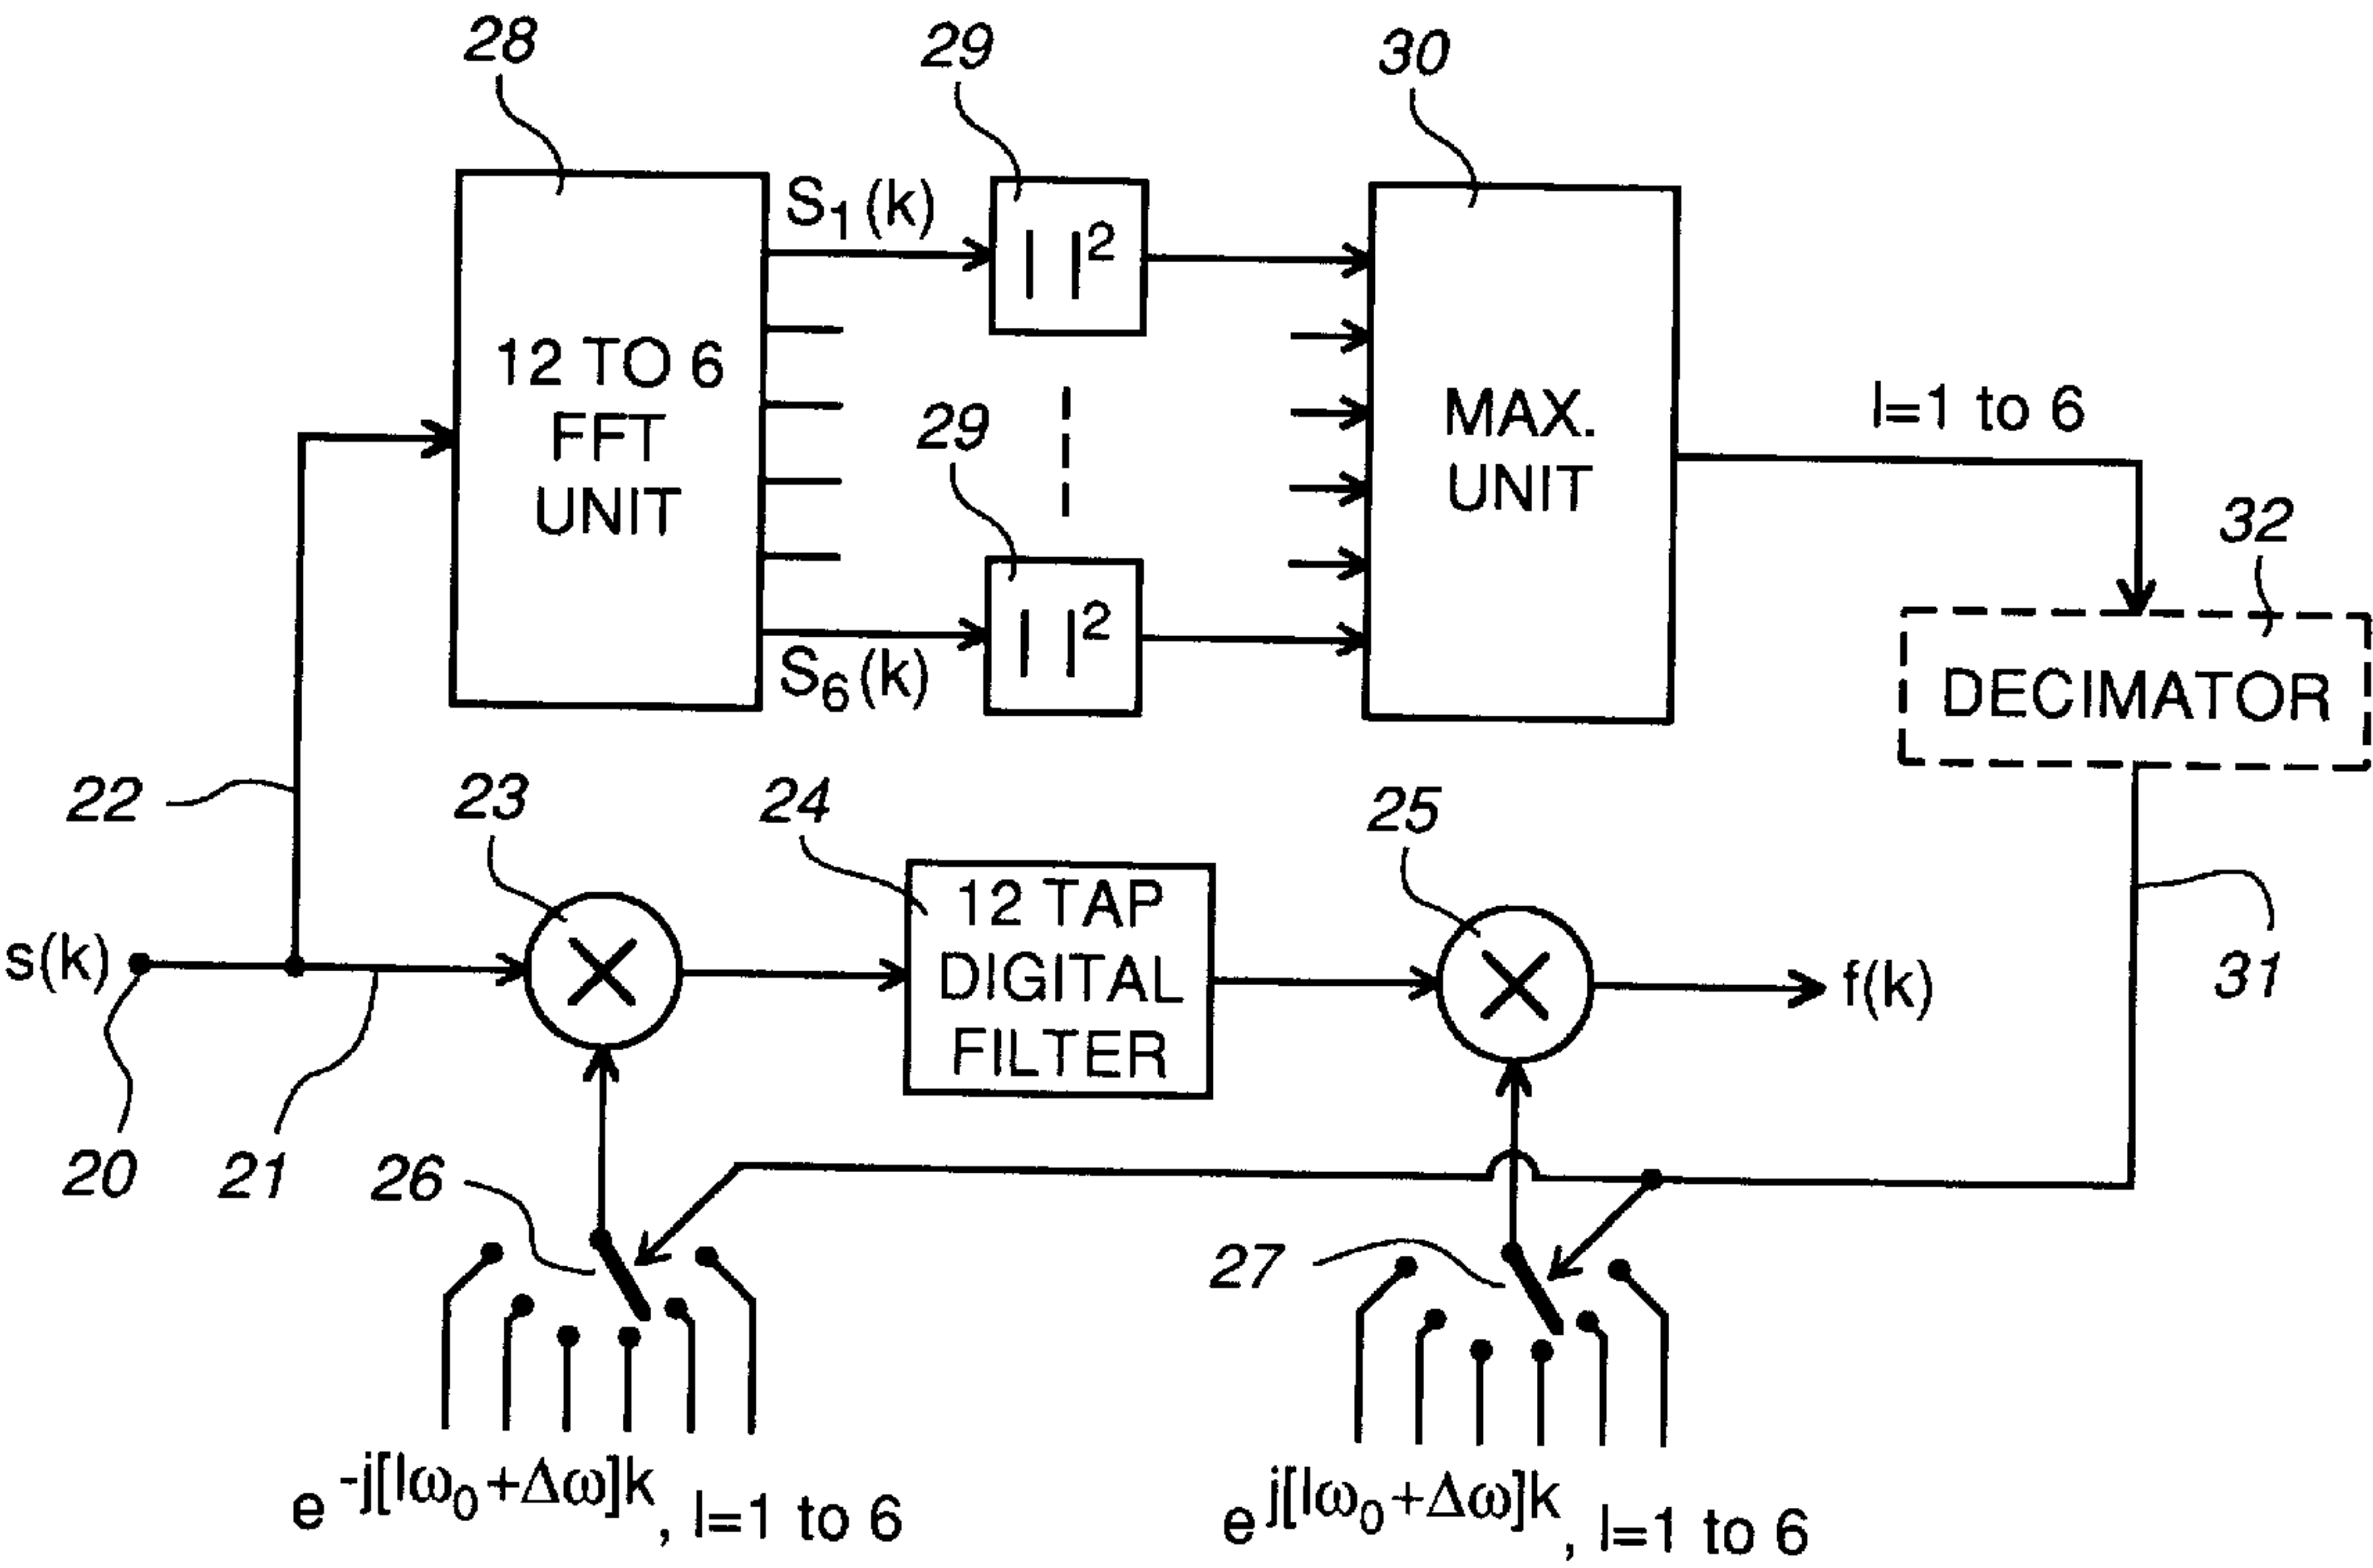 28
29
30
S₁(k)
| |²
12 TO 6
FFT
UNIT
29
MAX.
UNIT
l=1 to 6
32
S₆(k)
| |²
DECIMATOR
22
23
24
25
s(k)
12 TAP
DIGITAL
FILTER
f(k)
31
20
21
26
27
e^-j[lω₀+Δω]k, l=1 to 6
e^j[lω₀+Δω]k, l=1 to 6